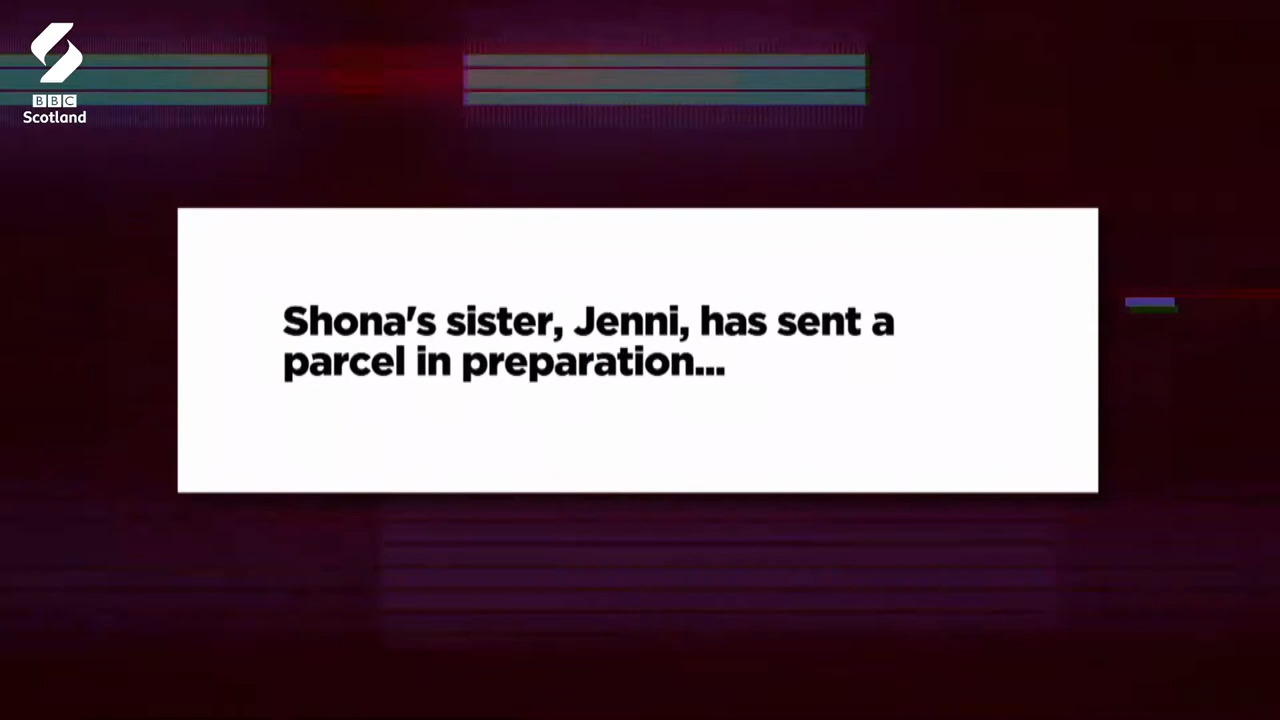 BBC
Scotland
Shona's sister, Jenni, has sent a
parcel in preparation...